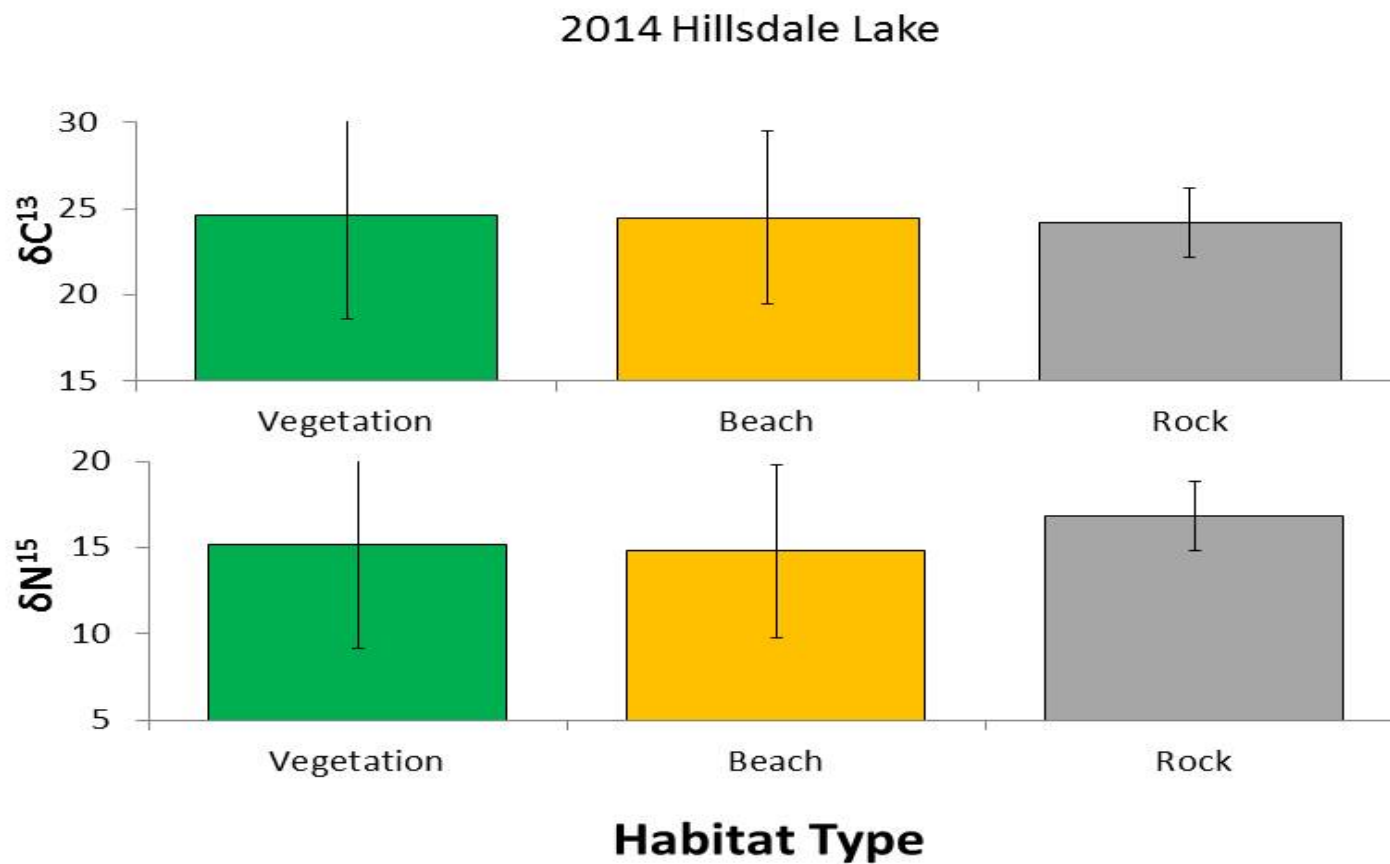 2014 Hillsdale Lake
30
25
20
15
δC¹³
Vegetation Beach Rock
20
15
10
5
δN¹⁵
Vegetation Beach Rock
Habitat Type